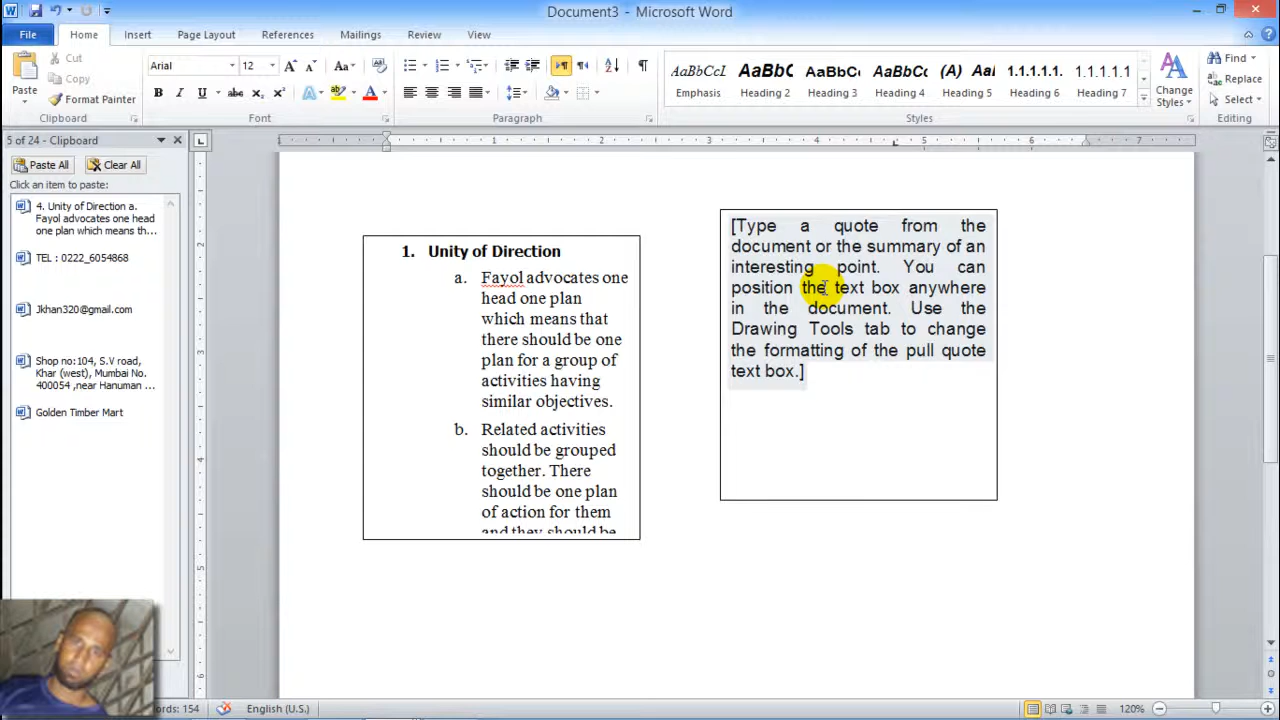 Document3 - Microsoft Word
File Home Insert Page Layout References Mailings Review View
Cut
Copy
Format Painter
Paste
Clipboard
Arial 12
Font
Paragraph
AaBbCcI AaBbC AaBbC AaBbCc (A) Aal 1.1.1.1.1. 1.1.1.1.1
Emphasis Heading 2 Heading 3 Heading 4 Heading 5 Heading 6 Heading 7
Styles
Change Styles
Find
Replace
Select
Editing
5 of 24 - Clipboard
Paste All Clear All
Click an item to paste:
4. Unity of Direction a.
Fayol advocates one head
one plan which means th...
TEL : 0222_6054868
Jkhan320@gmail.com
Shop no:104, S.V road,
Khar (west), Mumbai No.
400054 ,near Hanuman
Golden Timber Mart
1. Unity of Direction
a. Fayol advocates one
head one plan
which means that
there should be one
plan for a group of
activities having
similar objectives.
b. Related activities
should be grouped
together. There
should be one plan
of action for them
and they should be
[Type a quote from the
document or the summary of an
interesting point. You can
position the text box anywhere
in the document. Use the
Drawing Tools tab to change
the formatting of the pull quote
text box.]
rds: 154 English (U.S.) 120%